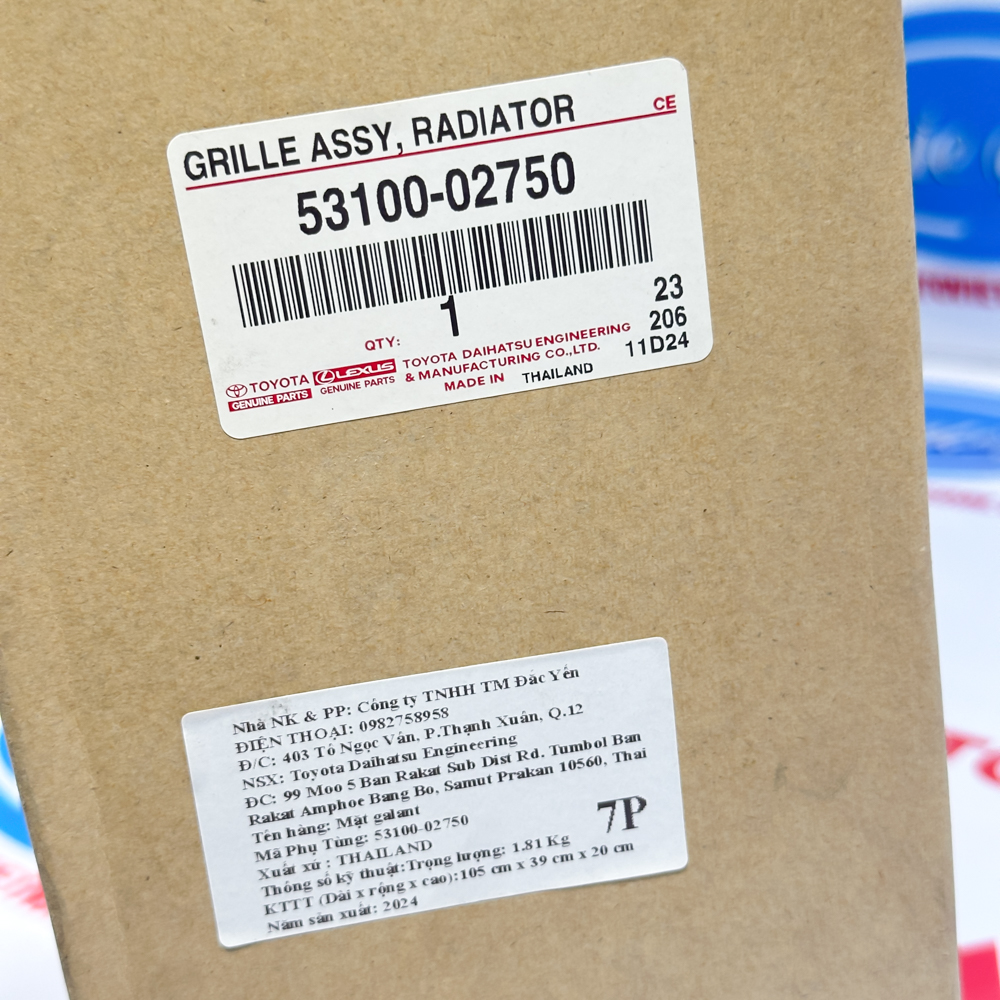 GRILLE ASSY, RADIATOR
CE
53100-02750
QTY: 1
23
206
11D24
TOYOTA
GENUINE PARTS
LEXUS
GENUINE PARTS
TOYOTA DAIHATSU ENGINEERING
& MANUFACTURING CO.,LTD.
MADE IN THAILAND
Nhà NK & PP: Công ty TNHH TM Đắc Yến
ĐIỆN THOẠI: 0982758958
Đ/C: 403 Tô Ngọc Vân, P.Thạnh Xuân, Q.12
NSX: Toyota Daihatsu Engineering
ĐC: 99 Moo 5 Ban Rakat Sub Dist Rd. Tumbol Ban
Rakat Amphoe Bang Bo, Samut Prakan 10560, Thai
Tên hàng: Mặt galant
Mã Phụ Tùng: 53100-02750
7P
Xuất xứ : THAILAND
Thông số kỹ thuật:Trọng lượng: 1.81 Kg
KTTT (Dài x rộng x cao):105 cm x 39 cm x 20 cm
Năm sản xuất: 2024